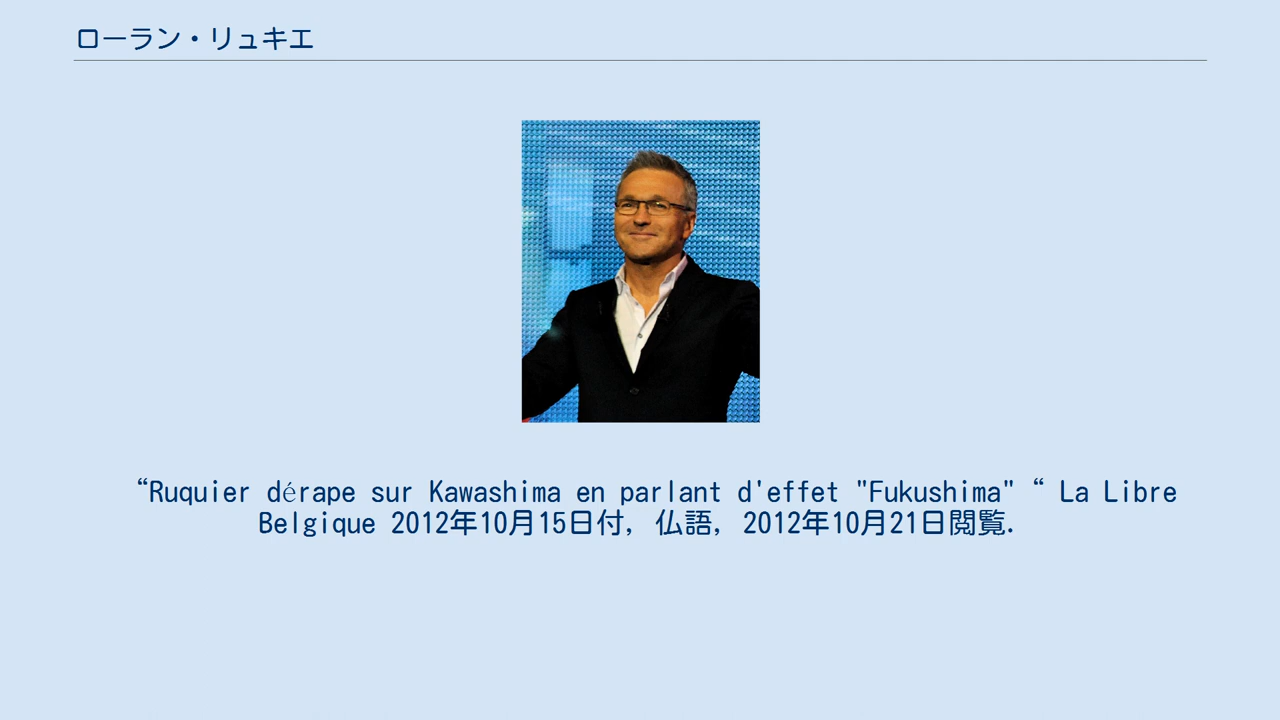 ローラン・リュキエ
“Ruquier dérape sur Kawashima en parlant d'effet "Fukushima" “ La Libre
Belgique 2012年10月15日付, 仏語, 2012年10月21日閲覧.